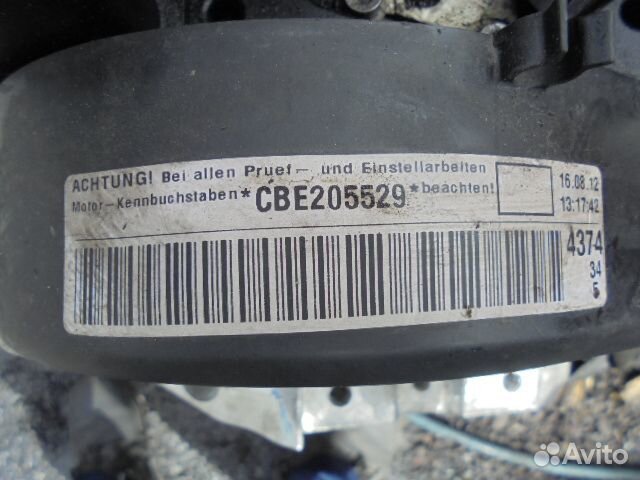 ACHTUNG! Bei allen Pruef- und Einstellarbeiten
Motor-Kennbuchstaben *CBE205529* beachten!
16.08.12
13:17:42
4374
34
5
Avito